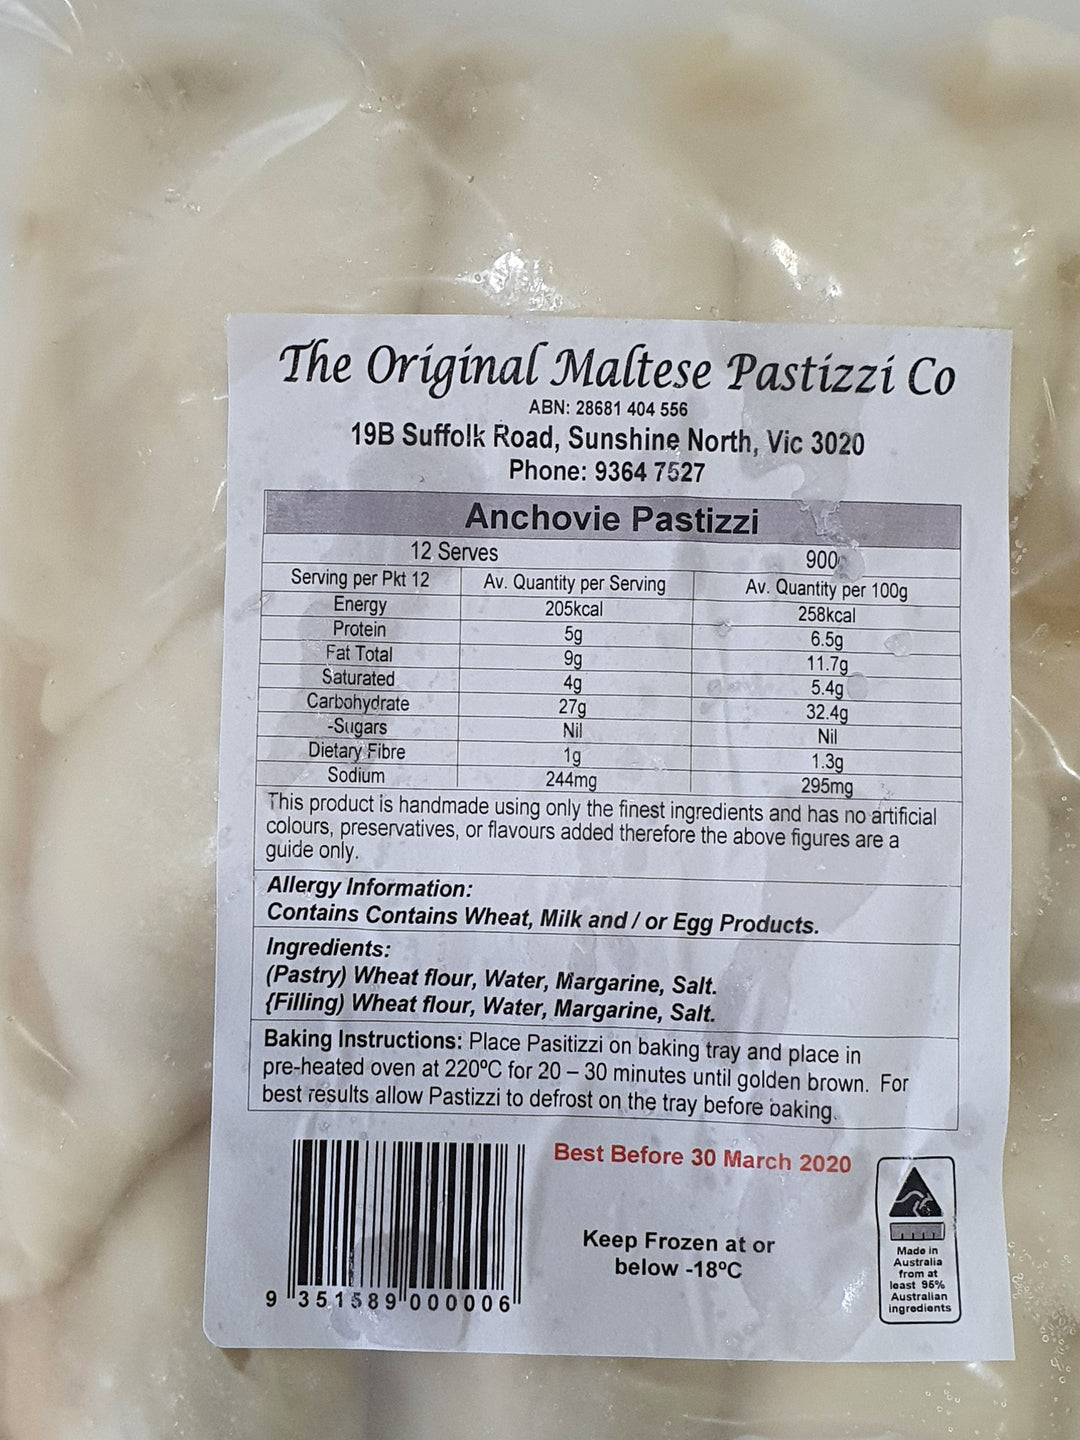 The Original Maltese Pastizzi Co
ABN: 28681 404 556
19B Suffolk Road, Sunshine North, Vic 3020
Phone: 9364 7527
Anchovie Pastizzi
12 Serves 900g
Serving per Pkt 12 Av. Quantity per Serving Av. Quantity per 100g
Energy 205kcal 258kcal
Protein 5g 6.5g
Fat Total 9g 11.7g
Saturated 4g 5.4g
Carbohydrate 27g 32.4g
-Sugars Nil Nil
Dietary Fibre 1g 1.3g
Sodium 244mg 295mg
This product is handmade using only the finest ingredients and has no artificial
colours, preservatives, or flavours added therefore the above figures are a
guide only.
Allergy Information:
Contains Contains Wheat, Milk and / or Egg Products.
Ingredients:
(Pastry) Wheat flour, Water, Margarine, Salt.
{Filling) Wheat flour, Water, Margarine, Salt.
Baking Instructions: Place Pasitizzi on baking tray and place in
pre-heated oven at 220ºC for 20 – 30 minutes until golden brown. For
best results allow Pastizzi to defrost on the tray before baking.
Best Before 30 March 2020
Keep Frozen at or
below -18ºC
Made in
Australia
from at
least 95%
Australian
ingredients
9 351589 000006